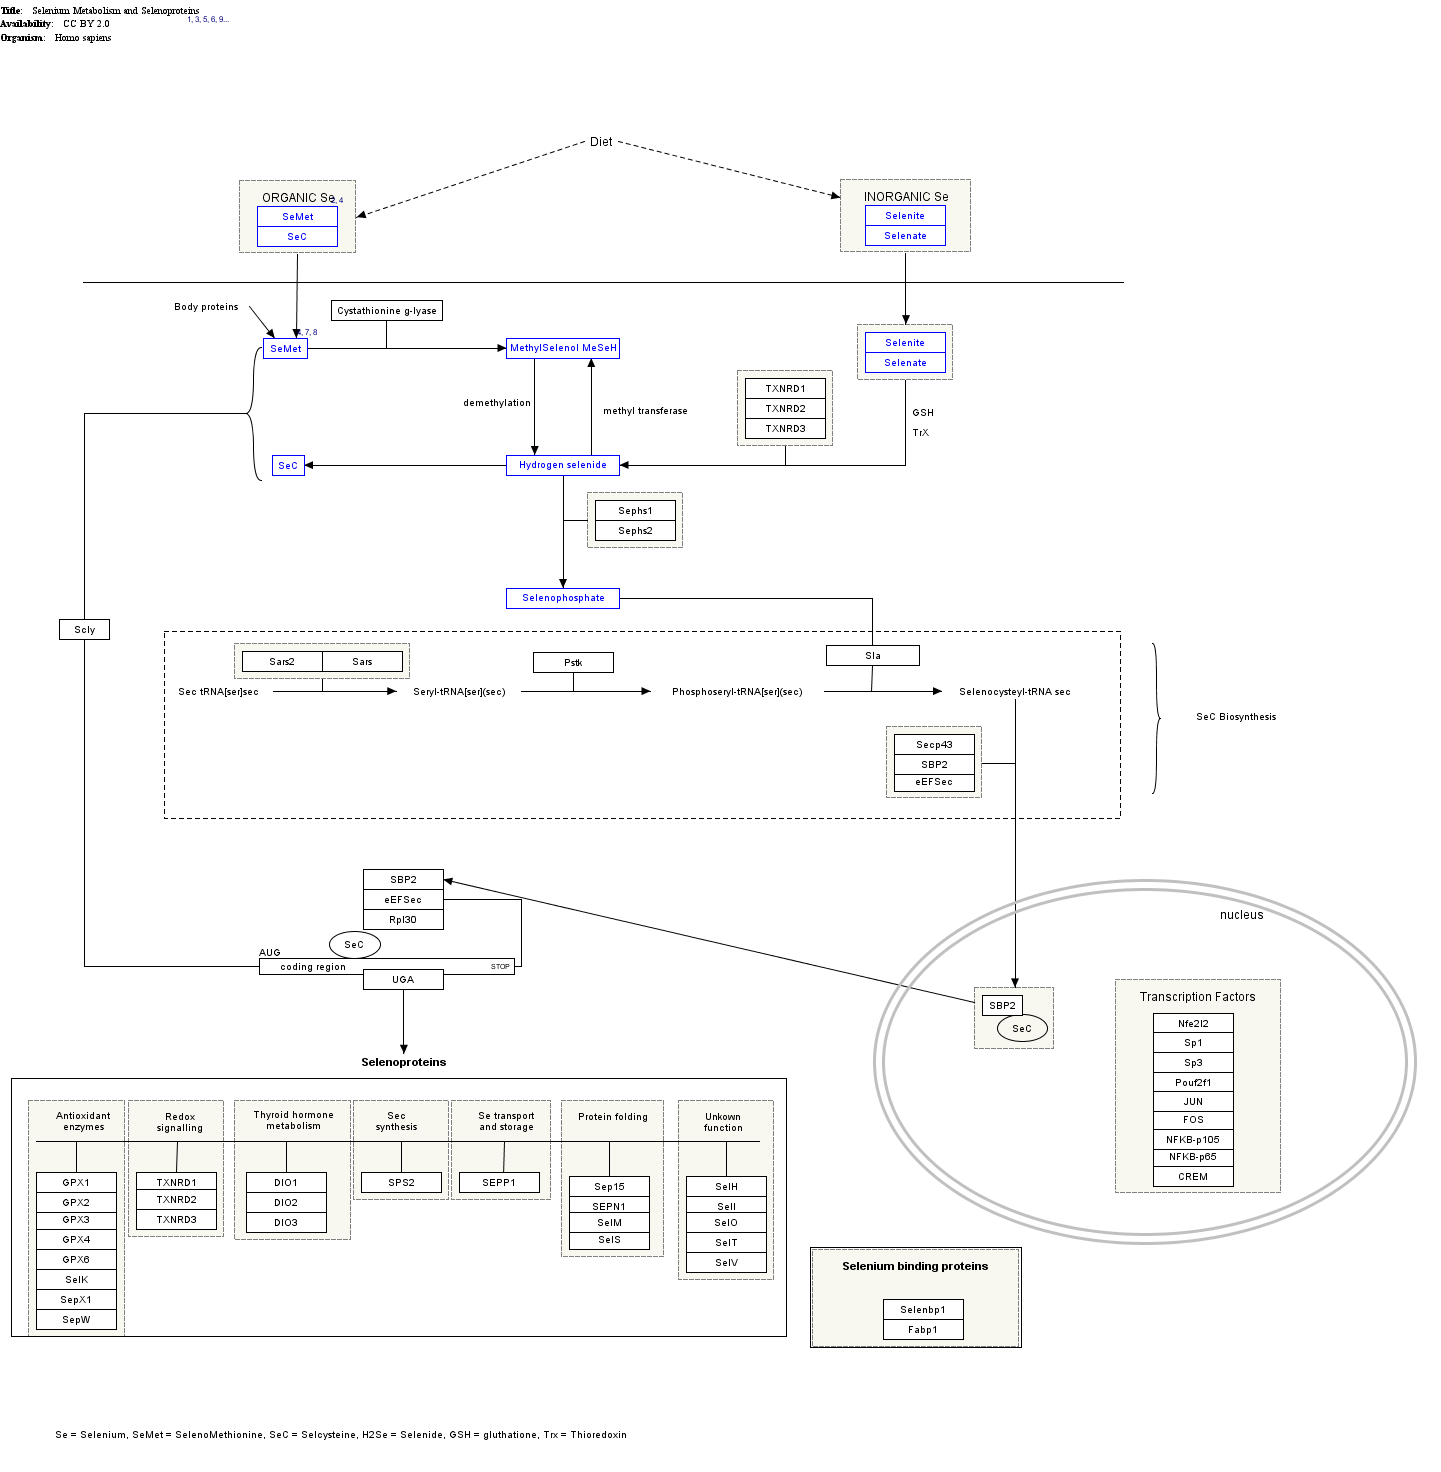 Title: Selenium Metabolism and Selenoproteins
1, 3, 5, 6, 9...
Availability: CC BY 2.0
Organism: Homo sapiens
Diet
ORGANIC Se
2, 4
SeMet
SeC
INORGANIC Se
Selenite
Selenate
Body proteins
Cystathionine g-lyase
, 7, 8
SeMet
MethylSelenol MeSeH
Selenite
Selenate
demethylation
methyl transferase
TXNRD1
TXNRD2
TXNRD3
GSH
TrX
SeC
Hydrogen selenide
Sephs1
Sephs2
Selenophosphate
Scly
Sars2
Sars
Pstk
Sla
Sec tRNA[ser]sec
Seryl-tRNA[ser](sec)
Phosphoseryl-tRNA[ser](sec)
Selenocysteyl-tRNA sec
SeC Biosynthesis
Secp43
SBP2
eEFSec
SBP2
eEFSec
Rpl30
SeC
AUG
coding region
STOP
UGA
nucleus
SBP2
SeC
Transcription Factors
Nfe2l2
Sp1
Sp3
Pouf2f1
JUN
FOS
NFKB-p105
NFKB-p65
CREM
Selenoproteins
Antioxidant
enzymes
GPX1
GPX2
GPX3
GPX4
GPX6
SelK
SepX1
SepW
Redox
signalling
TXNRD1
TXNRD2
TXNRD3
Thyroid hormone
metabolism
DIO1
DIO2
DIO3
Sec
synthesis
SPS2
Se transport
and storage
SEPP1
Protein folding
Sep15
SEPN1
SelM
SelS
Unkown
function
SelH
SelI
SelO
SelT
SelV
Selenium binding proteins
Selenbp1
Fabp1
Se = Selenium, SeMet = SelenoMethionine, SeC = Selcysteine, H2Se = Selenide, GSH = gluthatione, Trx = Thioredoxin